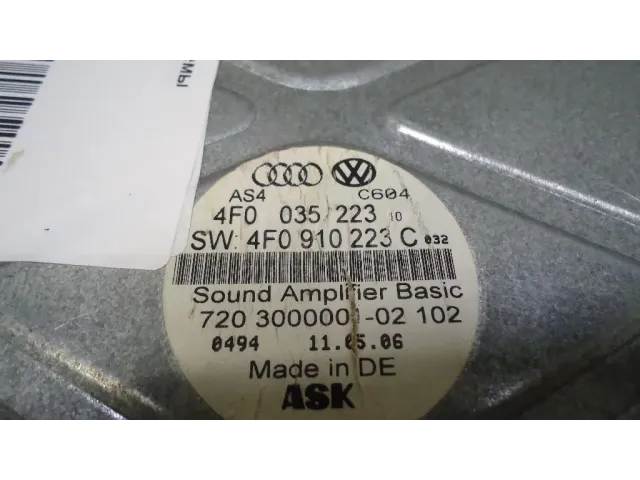 AS4 C604
4F0 035 223 10
SW: 4F0 910 223 C 032
Sound Amplifier Basic
720 3000001-02 102
0494 11.05.06
Made in DE
ASK